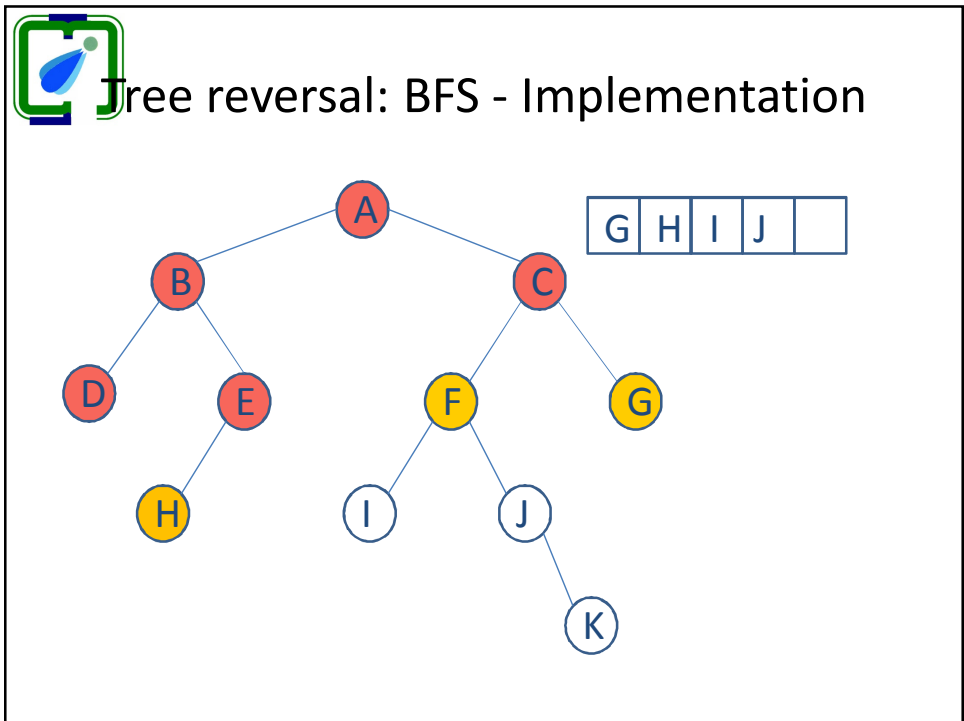 Tree reversal: BFS - Implementation
A
G H I J
B C
D E F G
H I J
K